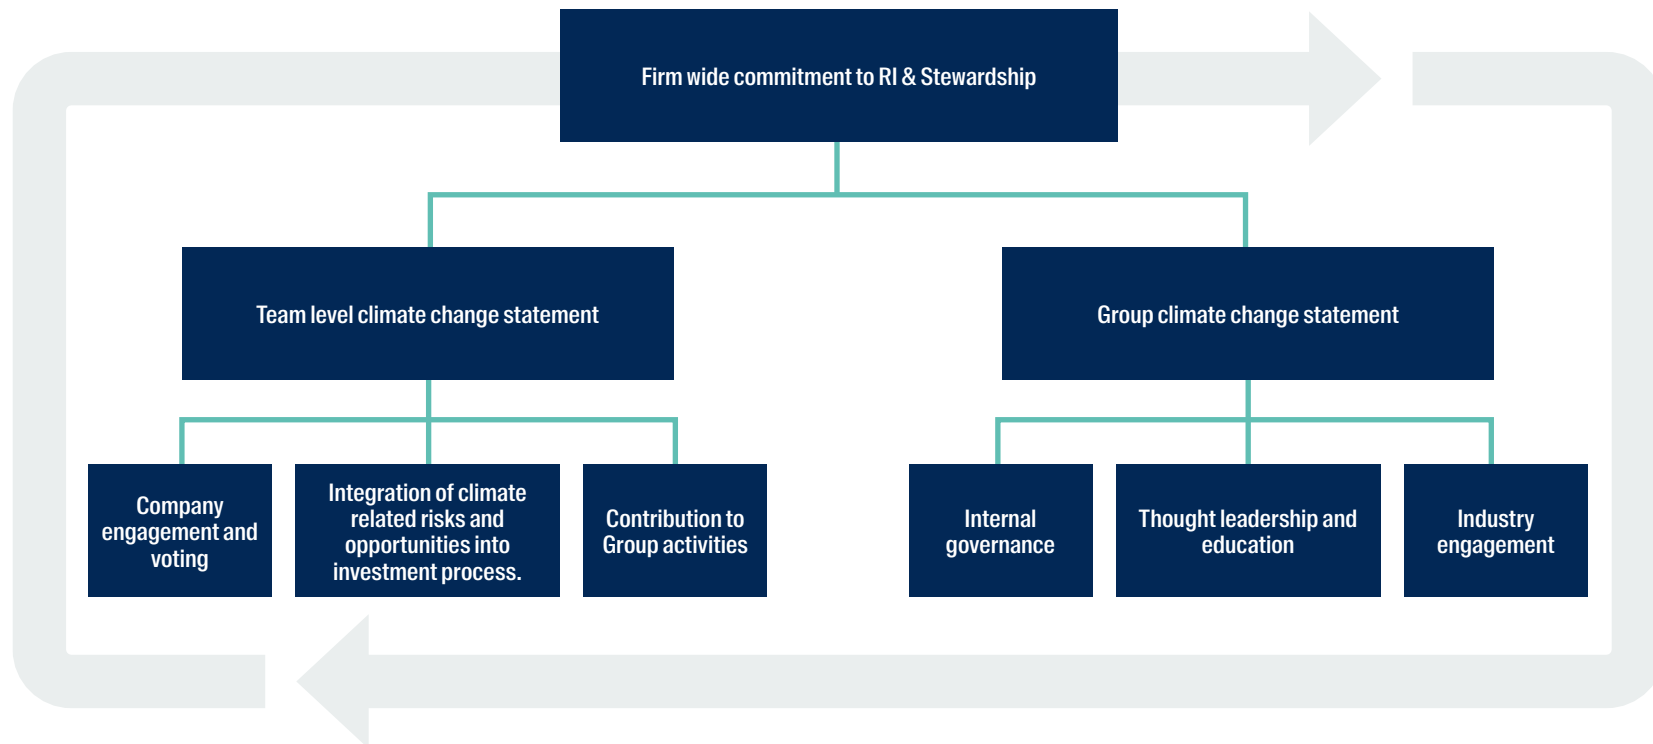 Firm wide commitment to RI & Stewardship
Team level climate change statement
Group climate change statement
Company
engagement and
voting
Integration of climate
related risks and
opportunities into
investment process.
Contribution to
Group activities
Internal
governance
Thought leadership and
education
Industry
engagement